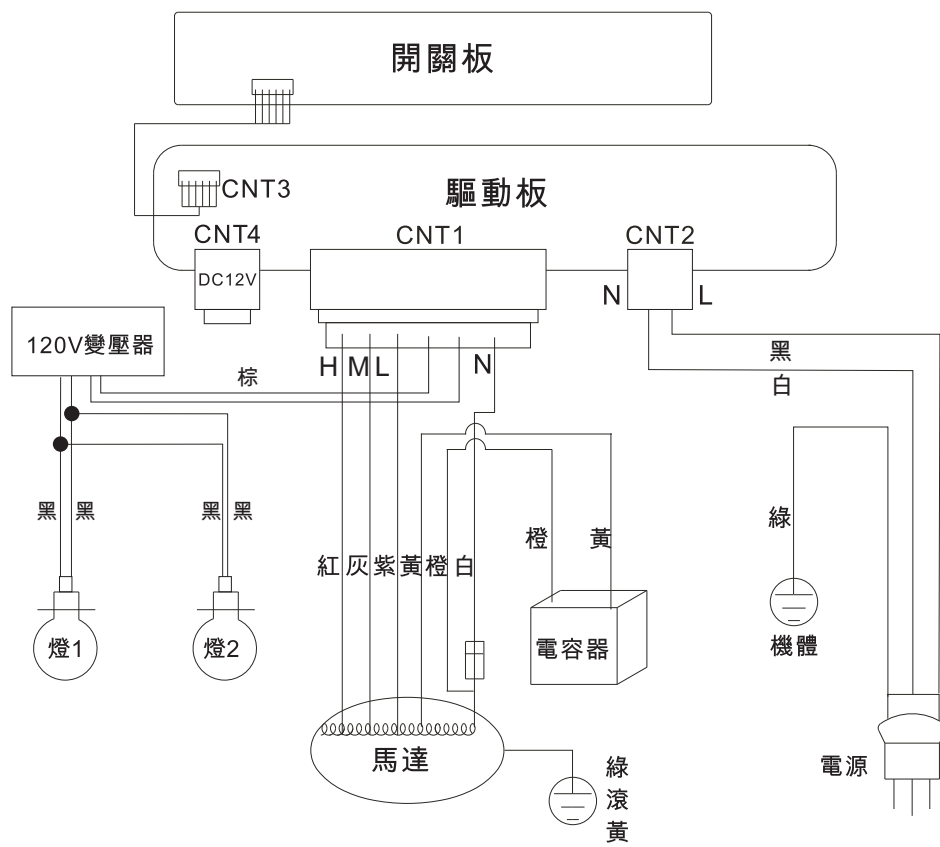 開關板
CNT3
驅動板
CNT4
CNT1
CNT2
DC12V
N
L
120V變壓器
H
M
L
N
棕
黑
白
黑
黑
黑
黑
綠
橙
黃
紅
灰
紫
黃
橙
白
燈1
燈2
電容器
機體
馬達
電源
綠
滾
黃